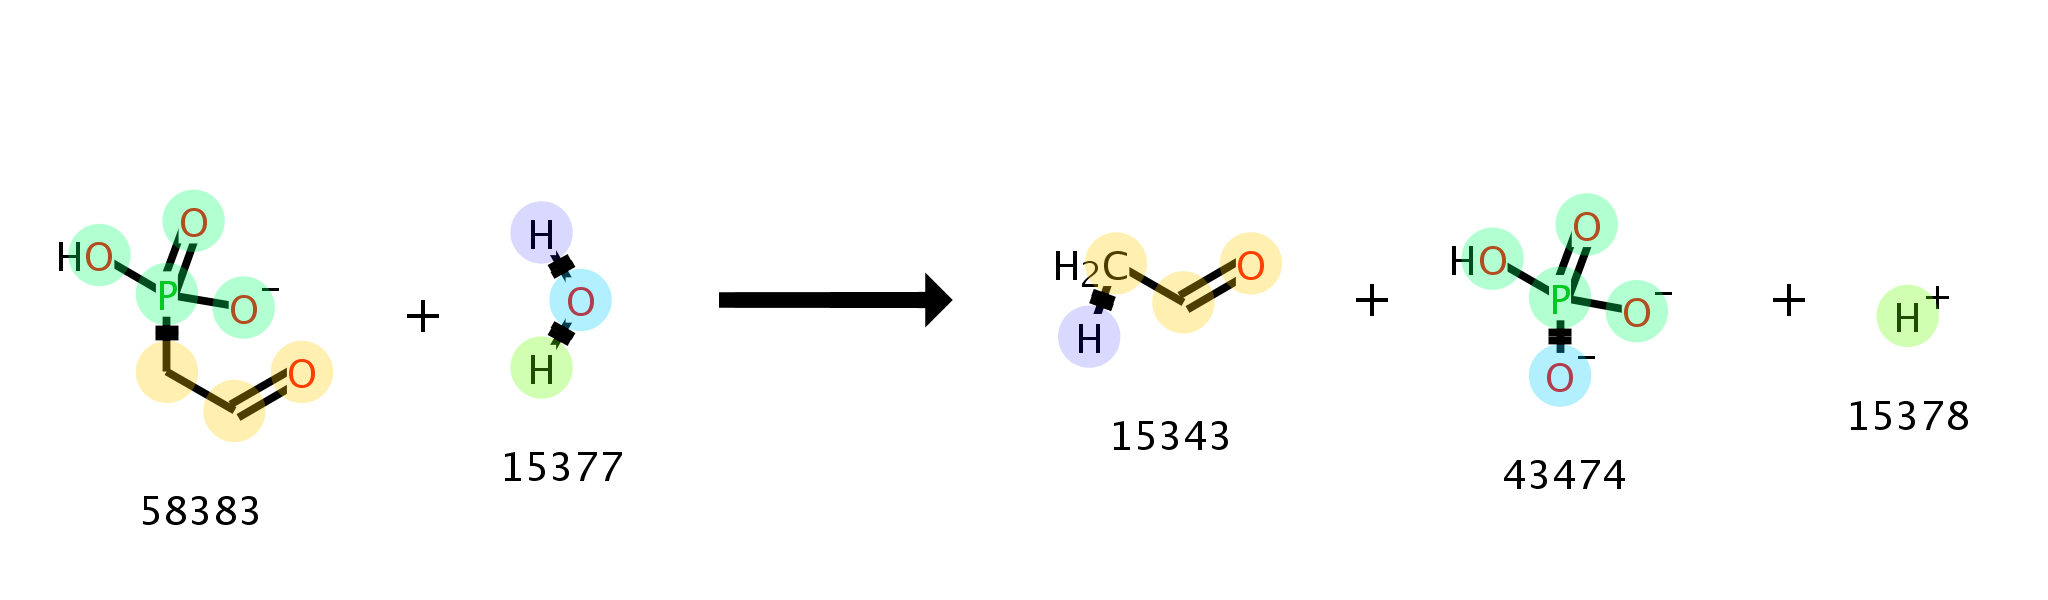 HO O P O − O
58383
+
H O H
15377
H2C O H
15343
+
HO O P O − O −
43474
+
H+
15378